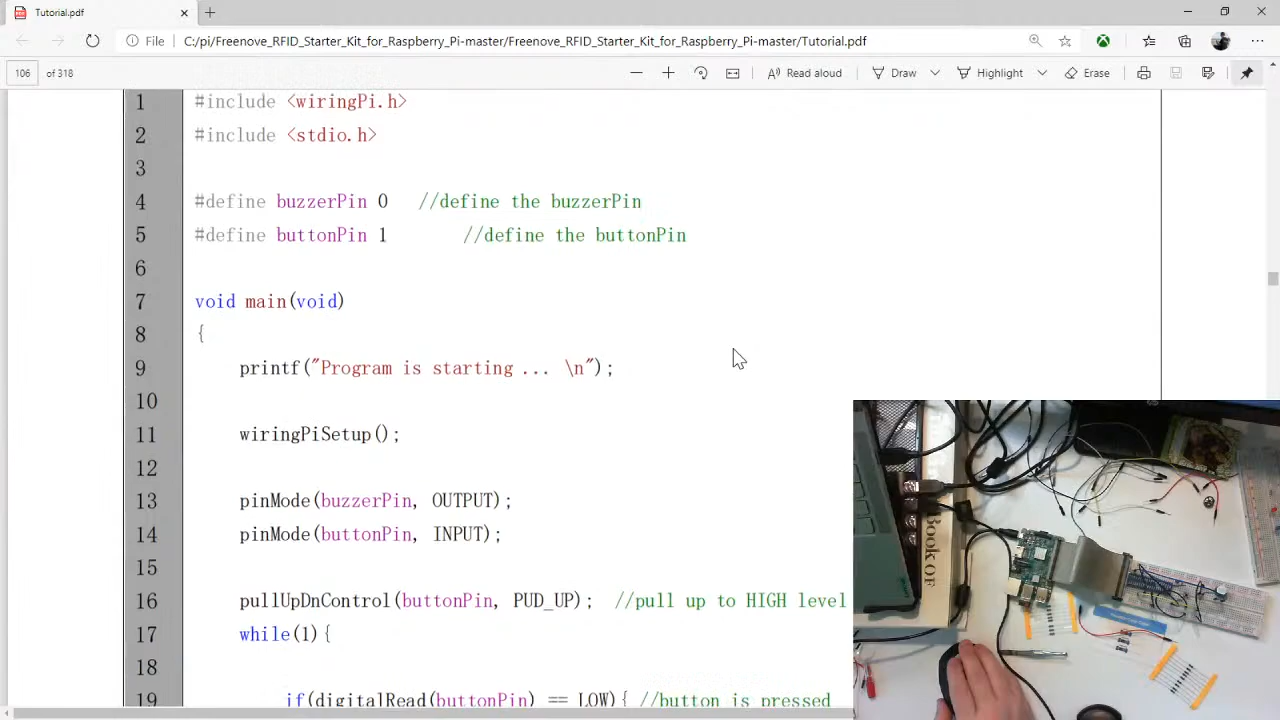 Tutorial.pdf
File C:/pi/Freenove_RFID_Starter_Kit_for_Raspberry_Pi-master/Freenove_RFID_Starter_Kit_for_Raspberry_Pi-master/Tutorial.pdf
106 of 318
Read aloud
Draw
Highlight
Erase
1 #include <wiringPi.h>
2 #include <stdio.h>
3
4 #define buzzerPin 0 //define the buzzerPin
5 #define buttonPin 1 //define the buttonPin
6
7 void main(void)
8 {
9 printf("Program is starting ... \n");
10
11 wiringPiSetup();
12
13 pinMode(buzzerPin, OUTPUT);
14 pinMode(buttonPin, INPUT);
15
16 pullUpDnControl(buttonPin, PUD_UP); //pull up to HIGH level
17 while(1){
18
19 if(digitalRead(buttonPin) == LOW){ //button is pressed
Book OF